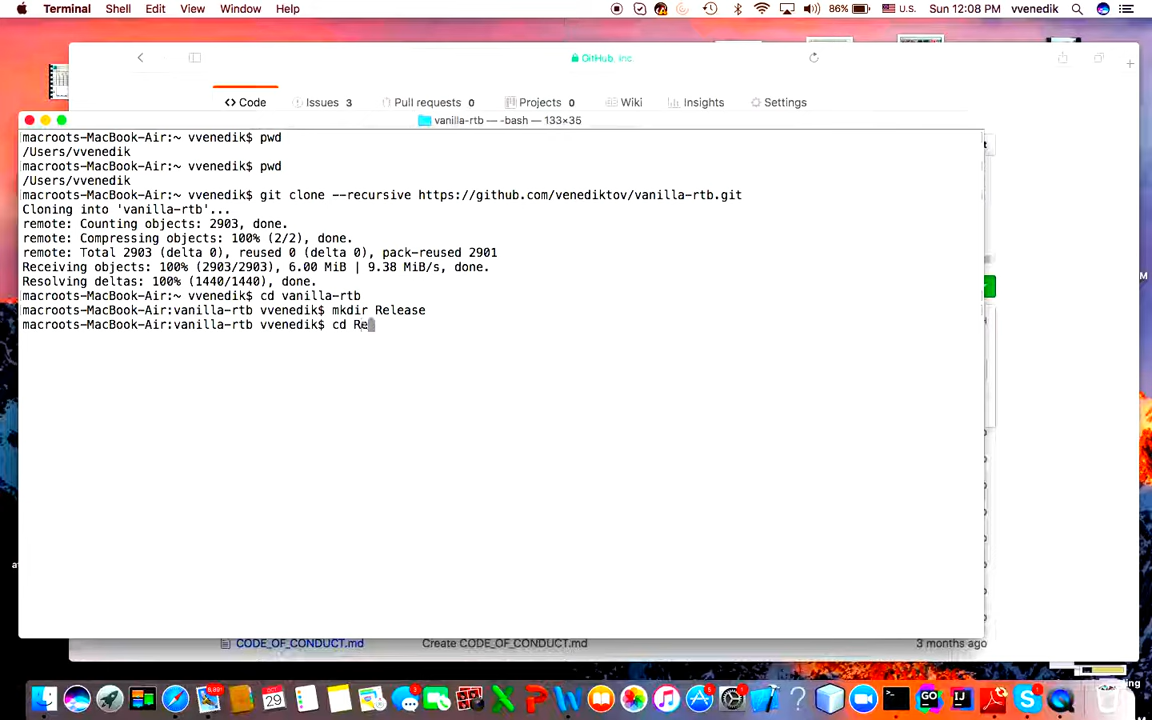 Terminal Shell Edit View Window Help 86% U.S. Sun 12:08 PM vvenedik
GitHub, Inc.
<> Code Issues 3 Pull requests 0 Projects 0 Wiki Insights Settings
vanilla-rtb — -bash — 133×35
macroots-MacBook-Air:~ vvenedik$ pwd
/Users/vvenedik
macroots-MacBook-Air:~ vvenedik$ pwd
/Users/vvenedik
macroots-MacBook-Air:~ vvenedik$ git clone --recursive https://github.com/venediktov/vanilla-rtb.git
Cloning into 'vanilla-rtb'...
remote: Counting objects: 2903, done.
remote: Compressing objects: 100% (2/2), done.
remote: Total 2903 (delta 0), reused 0 (delta 0), pack-reused 2901
Receiving objects: 100% (2903/2903), 6.00 MiB | 9.38 MiB/s, done.
Resolving deltas: 100% (1440/1440), done.
macroots-MacBook-Air:~ vvenedik$ cd vanilla-rtb
macroots-MacBook-Air:vanilla-rtb vvenedik$ mkdir Release
macroots-MacBook-Air:vanilla-rtb vvenedik$ cd Re
CODE_OF_CONDUCT.md Create CODE_OF_CONDUCT.md 3 months ago